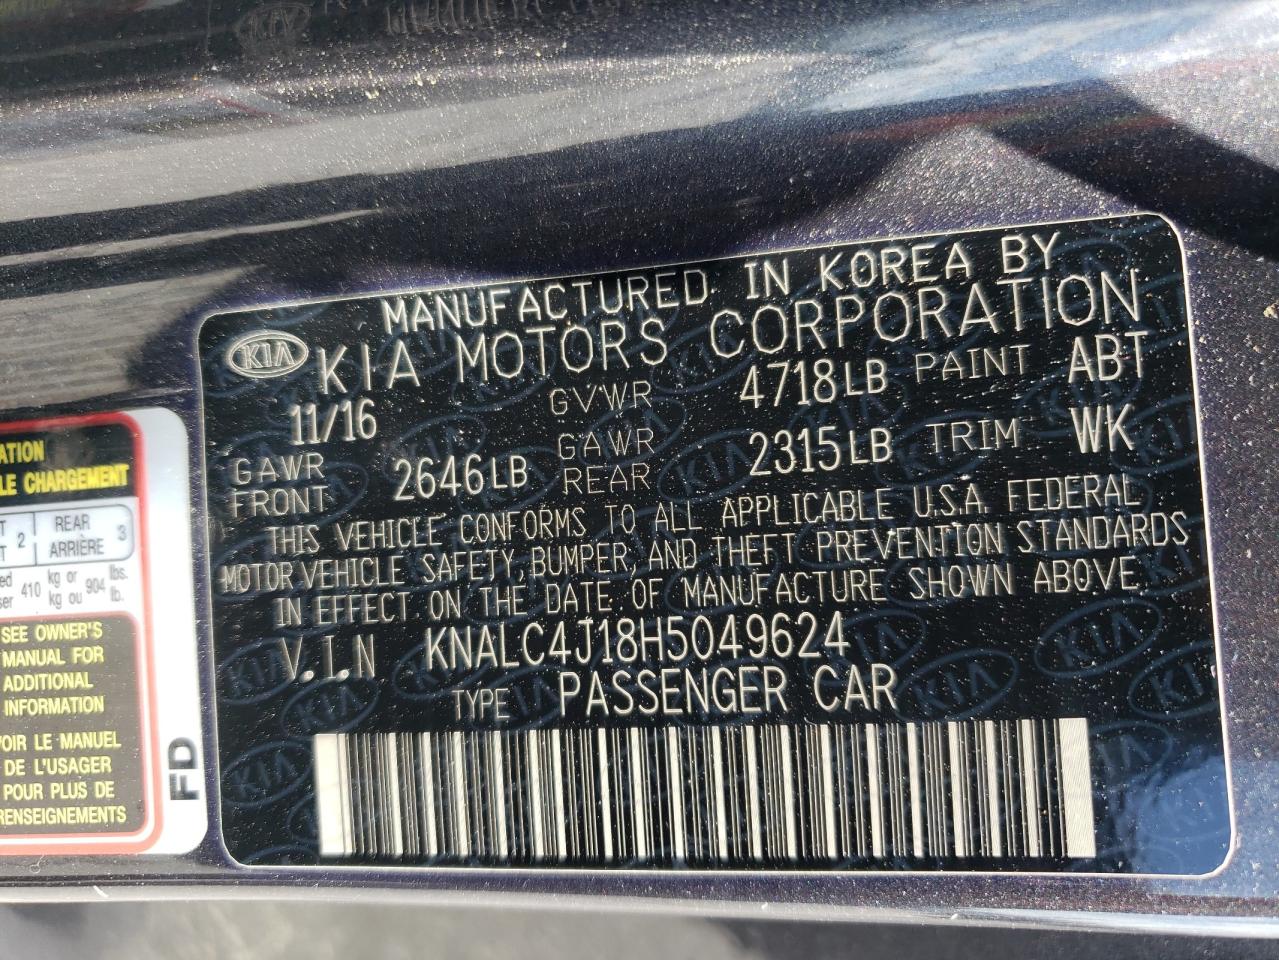 MANUFACTURED IN KOREA BY
KIA KIA MOTORS CORPORATION
11/16 GVWR 4718LB PAINT ABT
GAWR FRONT 2646LB GAWR REAR 2315LB TRIM WK
THIS VEHICLE CONFORMS TO ALL APPLICABLE U.S.A. FEDERAL
MOTOR VEHICLE SAFETY, BUMPER, AND THEFT PREVENTION STANDARDS
IN EFFECT ON THE DATE OF MANUFACTURE SHOWN ABOVE.
V.I.N KNALC4J18H5049624
TYPE PASSENGER CAR
LE CHARGEMENT
2 REAR 3
ARRIÈRE
410 kg or 904 lbs.
kg ou lb.
SEE OWNER'S
MANUAL FOR
ADDITIONAL
INFORMATION
LE MANUEL
DE L'USAGER
POUR PLUS DE
RENSEIGNEMENTS
FD